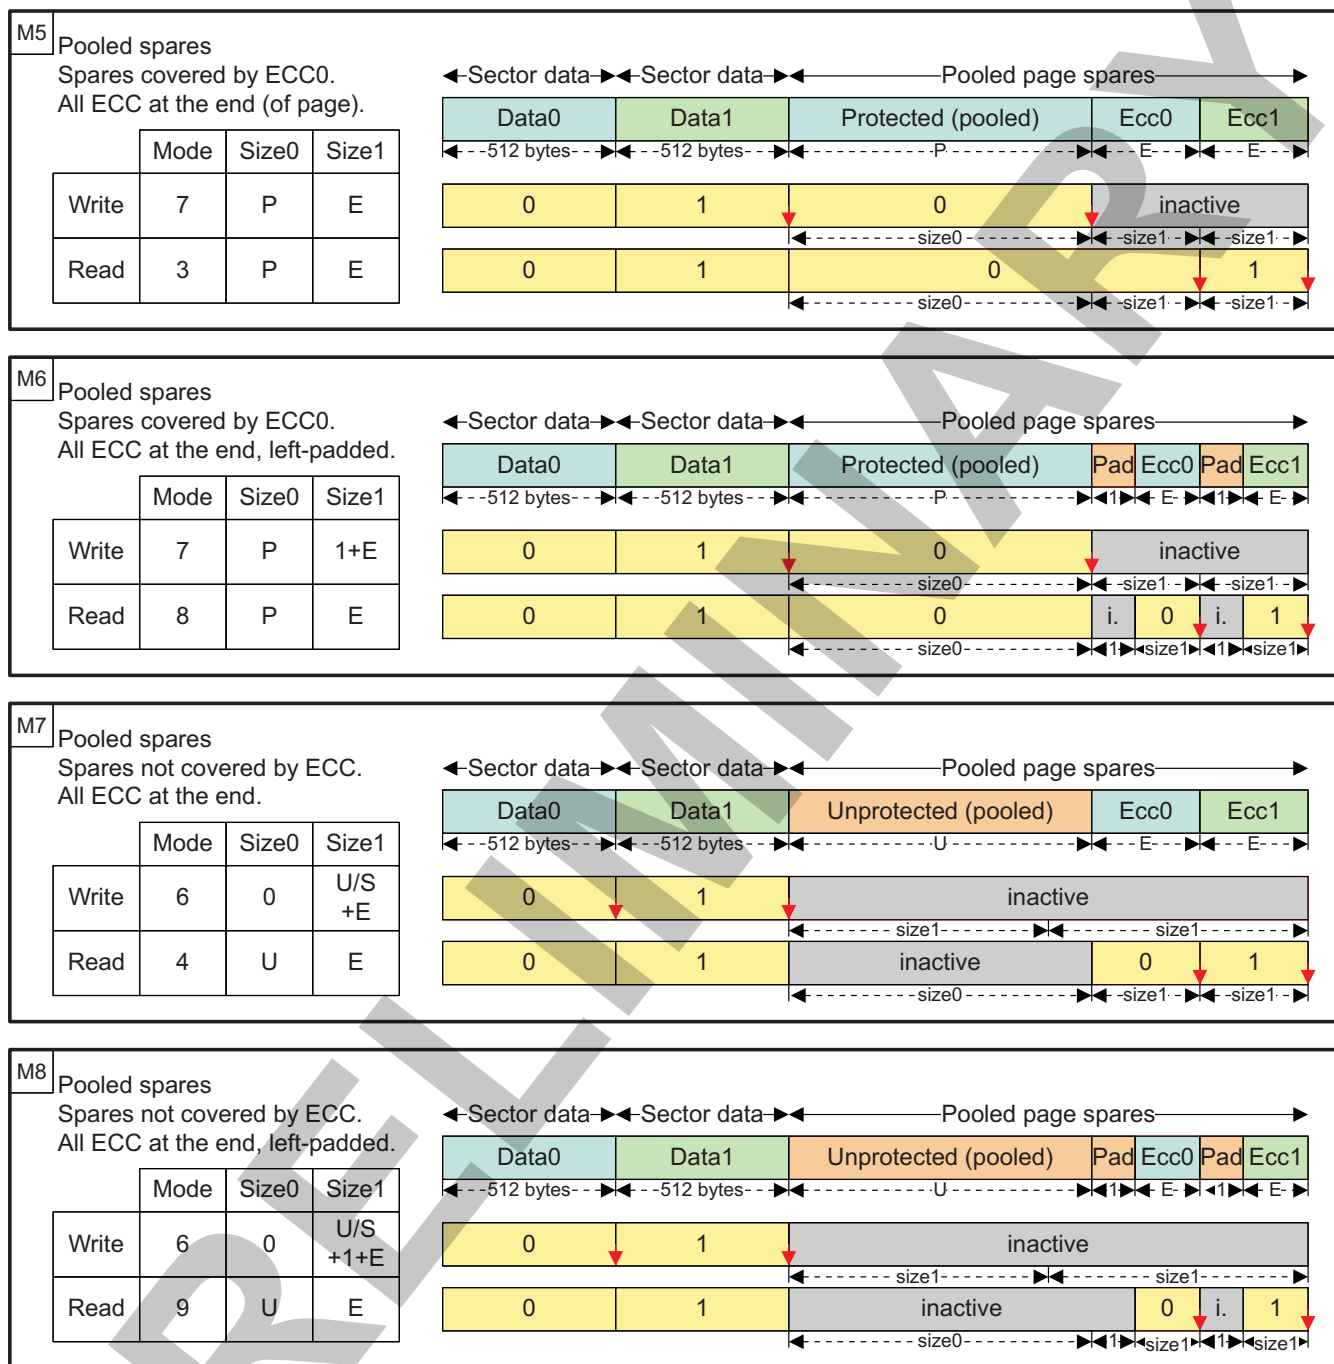 M5
Pooled spares
Spares covered by ECC0.
All ECC at the end (of page).
Sector data Sector data Pooled page spares
Data0 Data1 Protected (pooled) Ecc0 Ecc1
512 bytes 512 bytes P E E
Mode Size0 Size1
Write 7 P E
0 1 0 inactive
size0 size1 size1
Read 3 P E
0 1 0 1
size0 size1 size1
M6
Pooled spares
Spares covered by ECC0.
All ECC at the end, left-padded.
Sector data Sector data Pooled page spares
Data0 Data1 Protected (pooled) Pad Ecc0 Pad Ecc1
512 bytes 512 bytes P 1 E 1 E
Mode Size0 Size1
Write 7 P 1+E
0 1 0 inactive
size0 size1 size1
Read 8 P E
0 1 0 i. 0 i. 1
size0 1 size1 1 size1
M7
Pooled spares
Spares not covered by ECC.
All ECC at the end.
Sector data Sector data Pooled page spares
Data0 Data1 Unprotected (pooled) Ecc0 Ecc1
512 bytes 512 bytes U E E
Mode Size0 Size1
Write 6 0 U/S
+E
0 1 inactive
size1 size1
Read 4 U E
0 1 inactive 0 1
size0 size1 size1
M8
Pooled spares
Spares not covered by ECC.
All ECC at the end, left-padded.
Sector data Sector data Pooled page spares
Data0 Data1 Unprotected (pooled) Pad Ecc0 Pad Ecc1
512 bytes 512 bytes U 1 E 1 E
Mode Size0 Size1
Write 6 0 U/S
+1+E
0 1 inactive
size1 size1
Read 9 U E
0 1 inactive 0 i. 1
size0 1 size1 1 size1
RELIMINARY